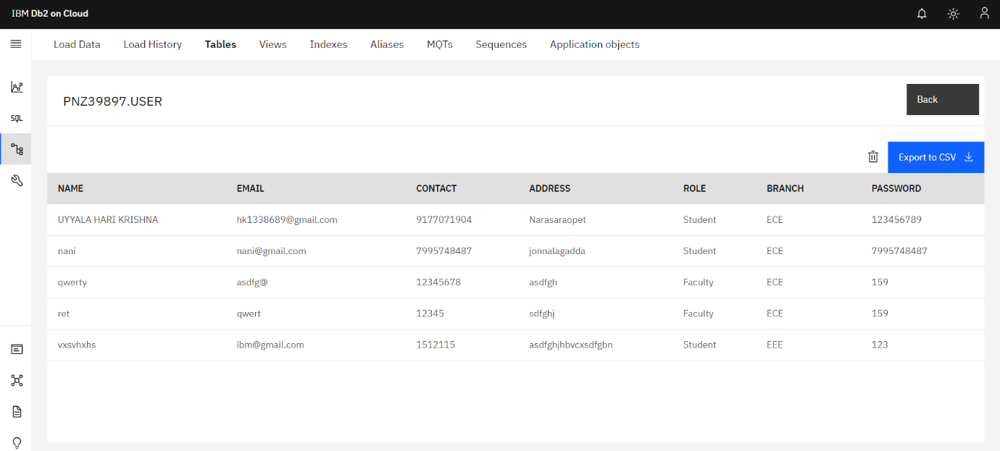 IBM Db2 on Cloud
Load Data Load History Tables Views Indexes Aliases MQTs Sequences Application objects
SQL
PNZ39897.USER
Back
Export to CSV
NAME EMAIL CONTACT ADDRESS ROLE BRANCH PASSWORD
UYYALA HARI KRISHNA hk1338689@gmail.com 9177071904 Narasaraopet Student ECE 123456789
nani nani@gmail.com 7995748487 jonnalagadda Student ECE 7995748487
qwerty asdfg@ 12345678 asdfgh Faculty ECE 159
ret qwert 12345 sdfghj Faculty ECE 159
vxsvhxhs ibm@gmail.com 1512115 asdfghjhbvcxsdfgbn Student EEE 123